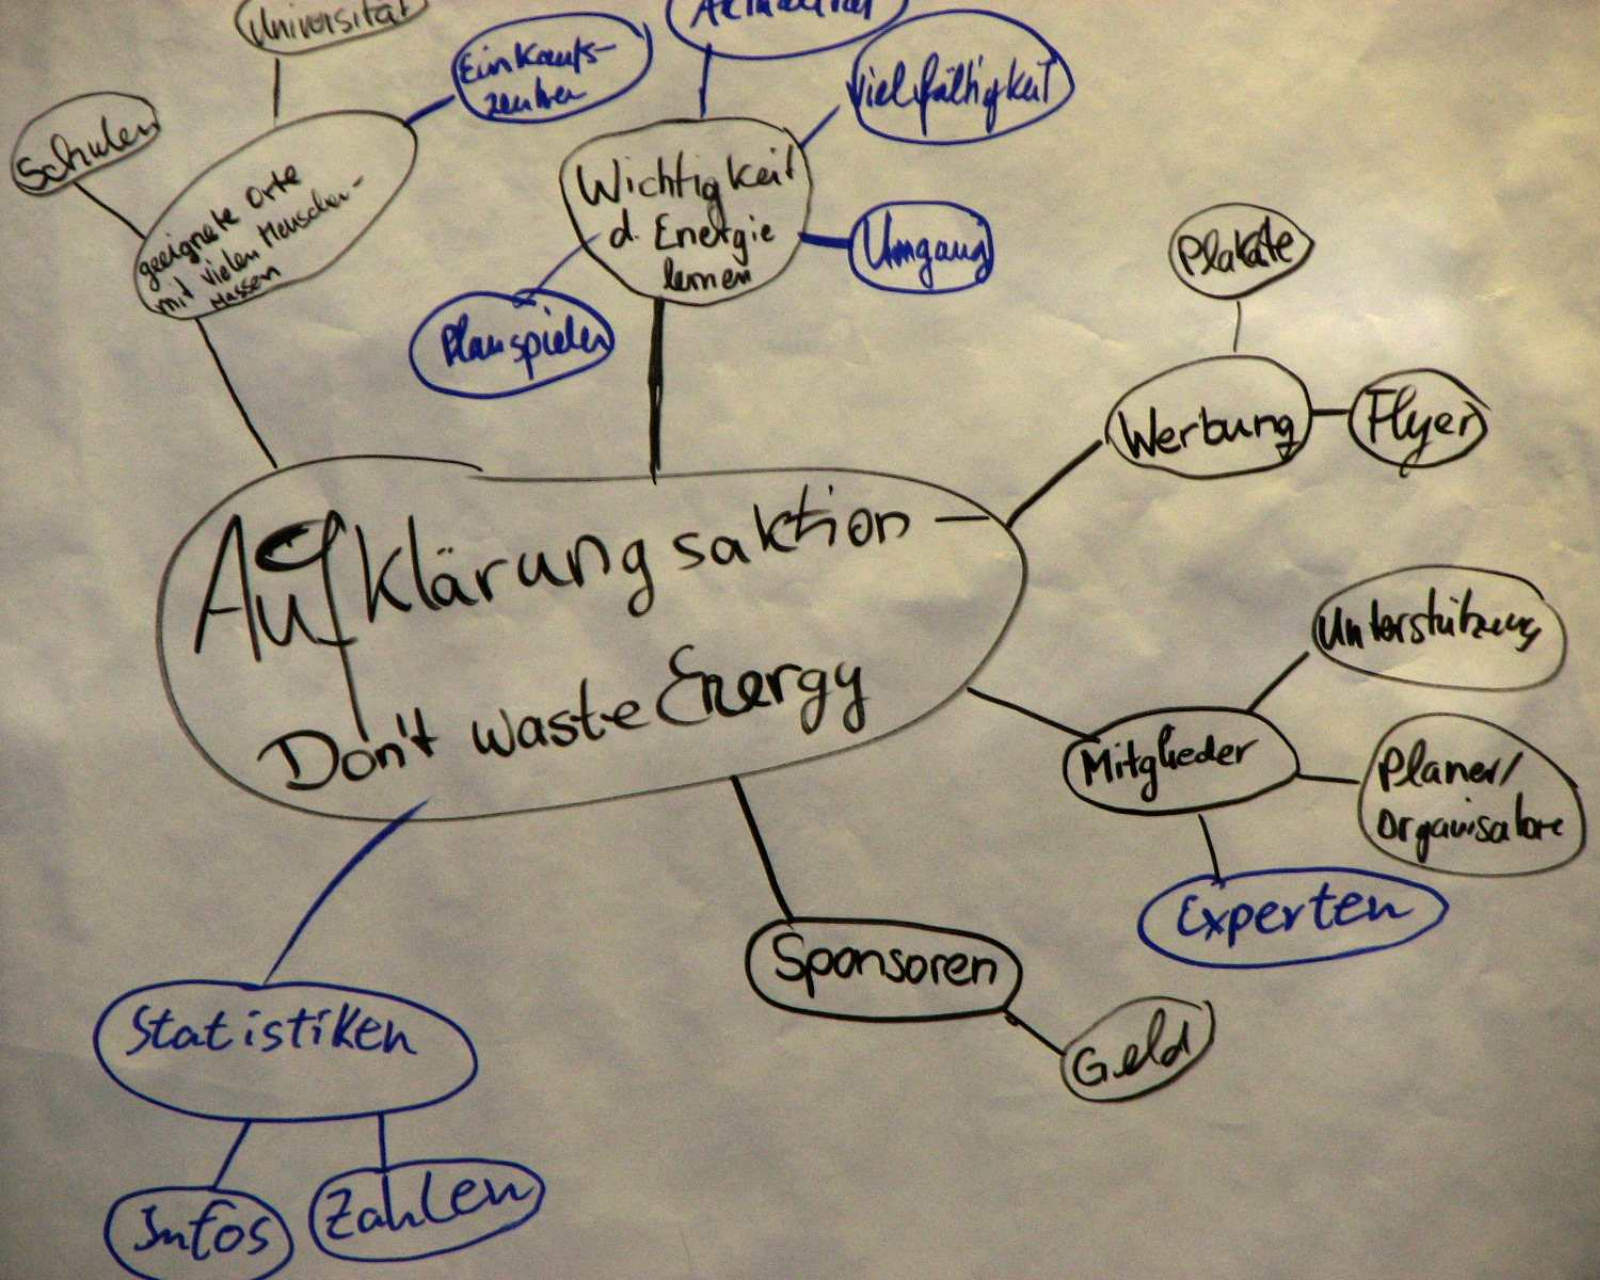 Universität
Aktualität
Einkaufs-
zentren
Vielfältigkeit
Schulen
geeignete Orte
mit vielen Menschen-
Massen
Wichtigkeit
d. Energie
lernen
Umgang
Planspielen
Plakate
Werbung
Flyer
Aufklärungsaktion –
Don't waste Energy
Unterstützung
Mitglieder
Planer/
Organisatore
Experten
Sponsoren
Geld
Statistiken
Infos
Zahlen